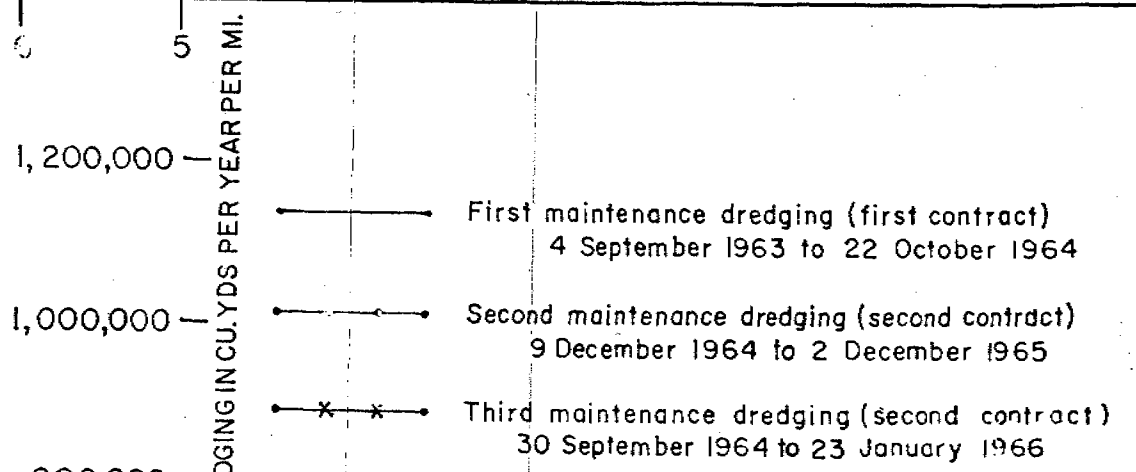 6 5
1,200,000
First maintenance dredging (first contract)
4 September 1963 to 22 October 1964
1,000,000
Second maintenance dredging (second contract)
9 December 1964 to 2 December 1965
Third maintenance dredging (second contract)
30 September 1964 to 23 January 1966
IN CU. YDS PER YEAR PER MI.